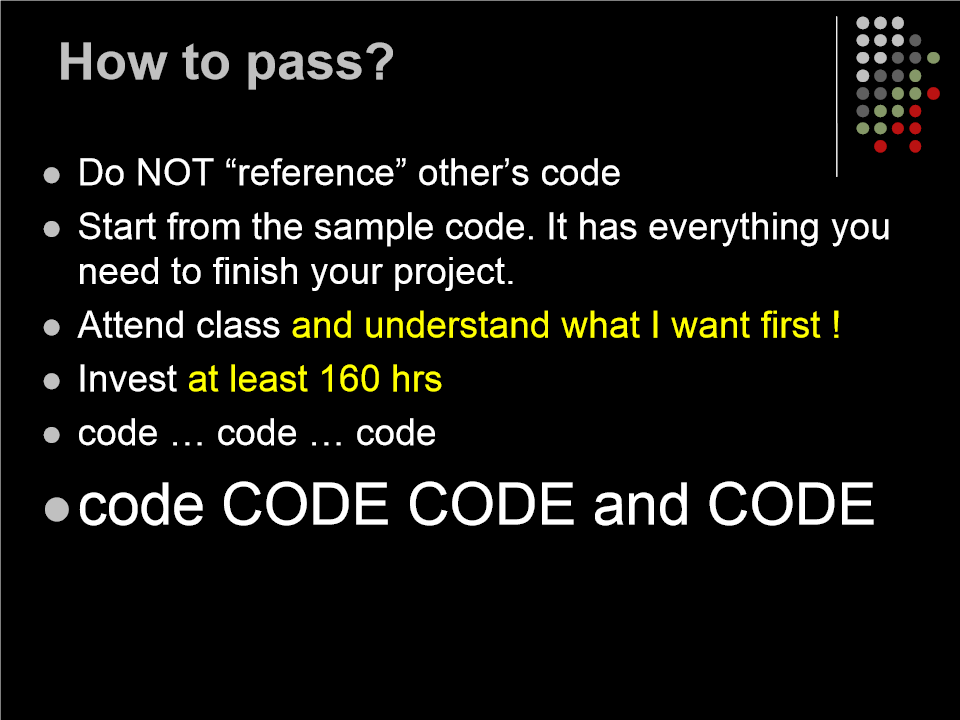 How to pass?
Do NOT “reference” other’s code
Start from the sample code. It has everything you
need to finish your project.
Attend class and understand what I want first !
Invest at least 160 hrs
code … code … code
code CODE CODE and CODE